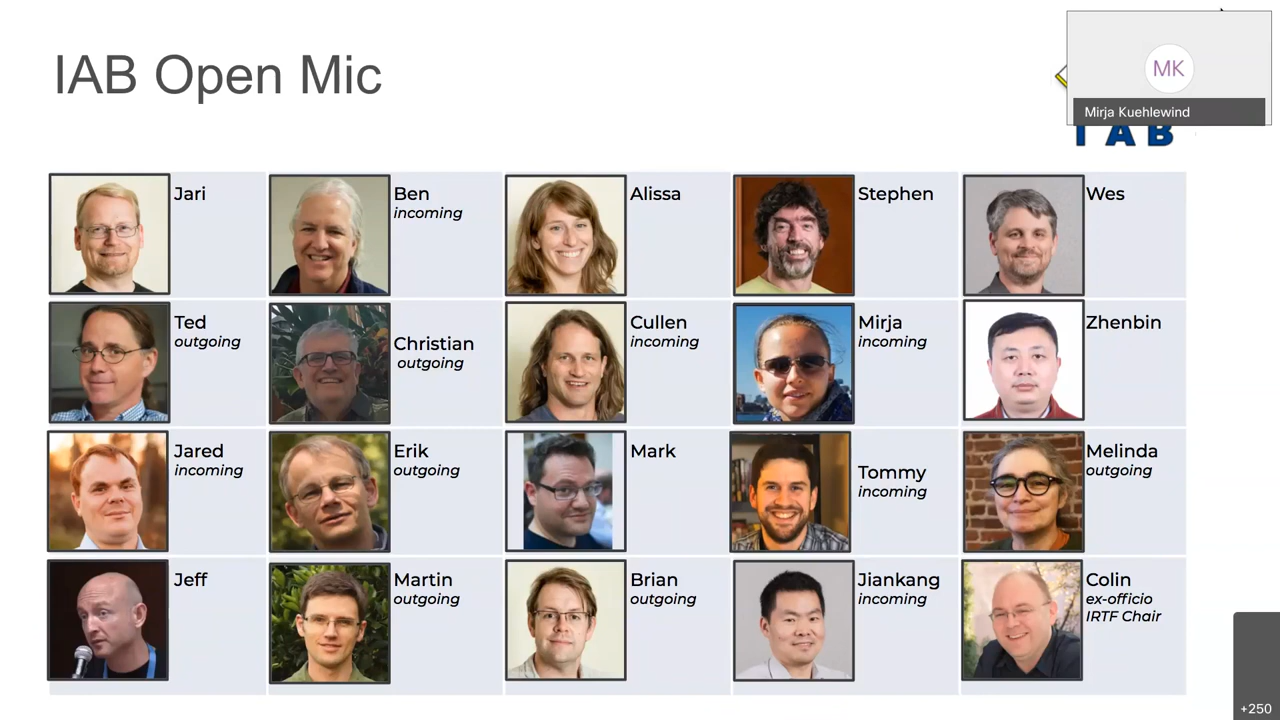 IAB Open Mic
MK
Mirja Kuehlewind
IAB
Jari
Ben
incoming
Alissa
Stephen
Wes
Ted
outgoing
Christian
outgoing
Cullen
incoming
Mirja
incoming
Zhenbin
Jared
incoming
Erik
outgoing
Mark
Tommy
incoming
Melinda
outgoing
Jeff
Martin
outgoing
Brian
outgoing
Jiankang
incoming
Colin
ex-officio
IRTF Chair
+250